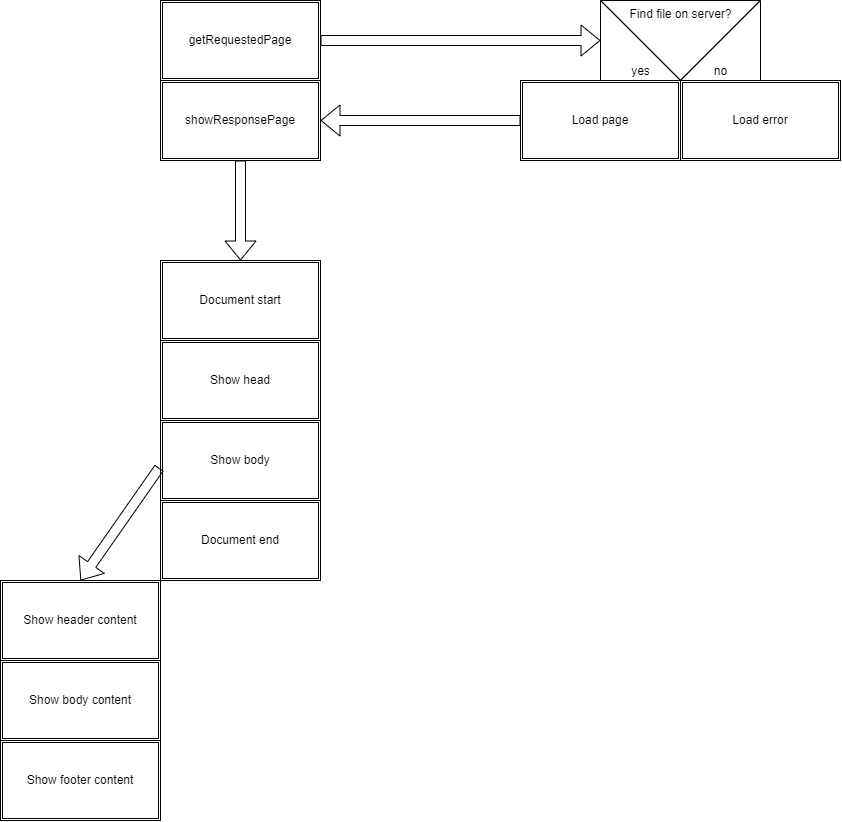 getRequestedPage
Find file on server?
yes
no
showResponsePage
Load page
Load error
Document start
Show head
Show body
Document end
Show header content
Show body content
Show footer content